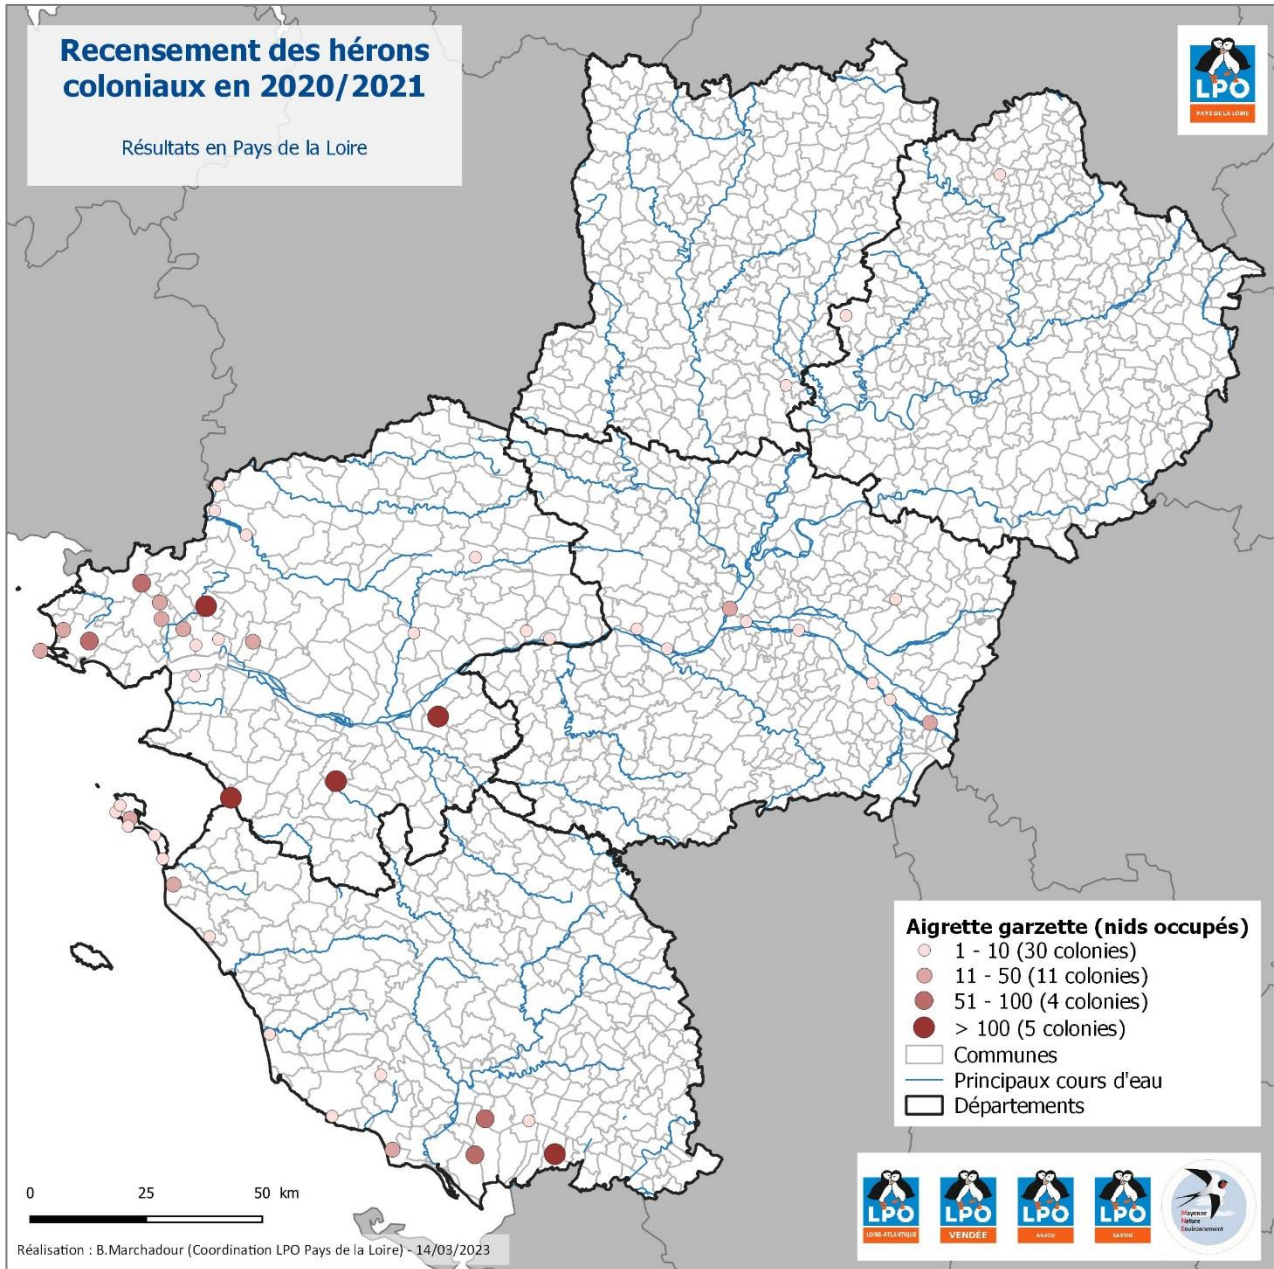 Recensement des hérons
coloniaux en 2020/2021
Résultats en Pays de la Loire
LPO
PAYS DE LA LOIRE
Aigrette garzette (nids occupés)
1 - 10 (30 colonies)
11 - 50 (11 colonies)
51 - 100 (4 colonies)
> 100 (5 colonies)
Communes
Principaux cours d'eau
Départements
0 25 50 km
Réalisation : B.Marchadour (Coordination LPO Pays de la Loire) - 14/03/2023
LPO
LOIRE-ATLANTIQUE
LPO
VENDÉE
LPO
ANJOU
LPO
SARTHE
Mayenne
Nature
Environnement